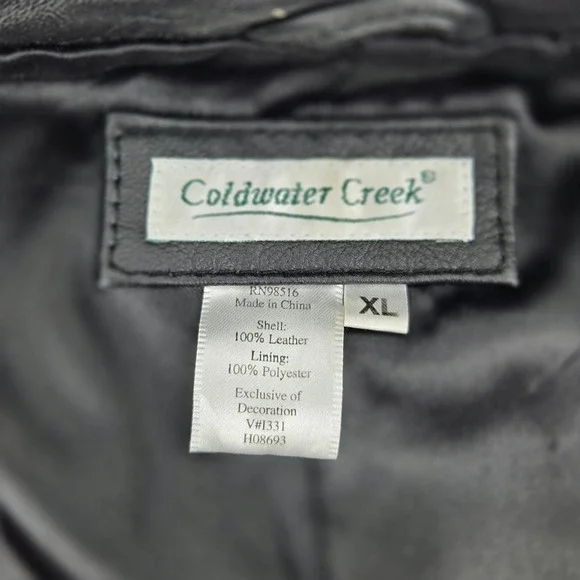 Coldwater Creek®
RN98516
Made in China
XL
Shell:
100% Leather
Lining:
100% Polyester
Exclusive of
Decoration
V#I331
H08693